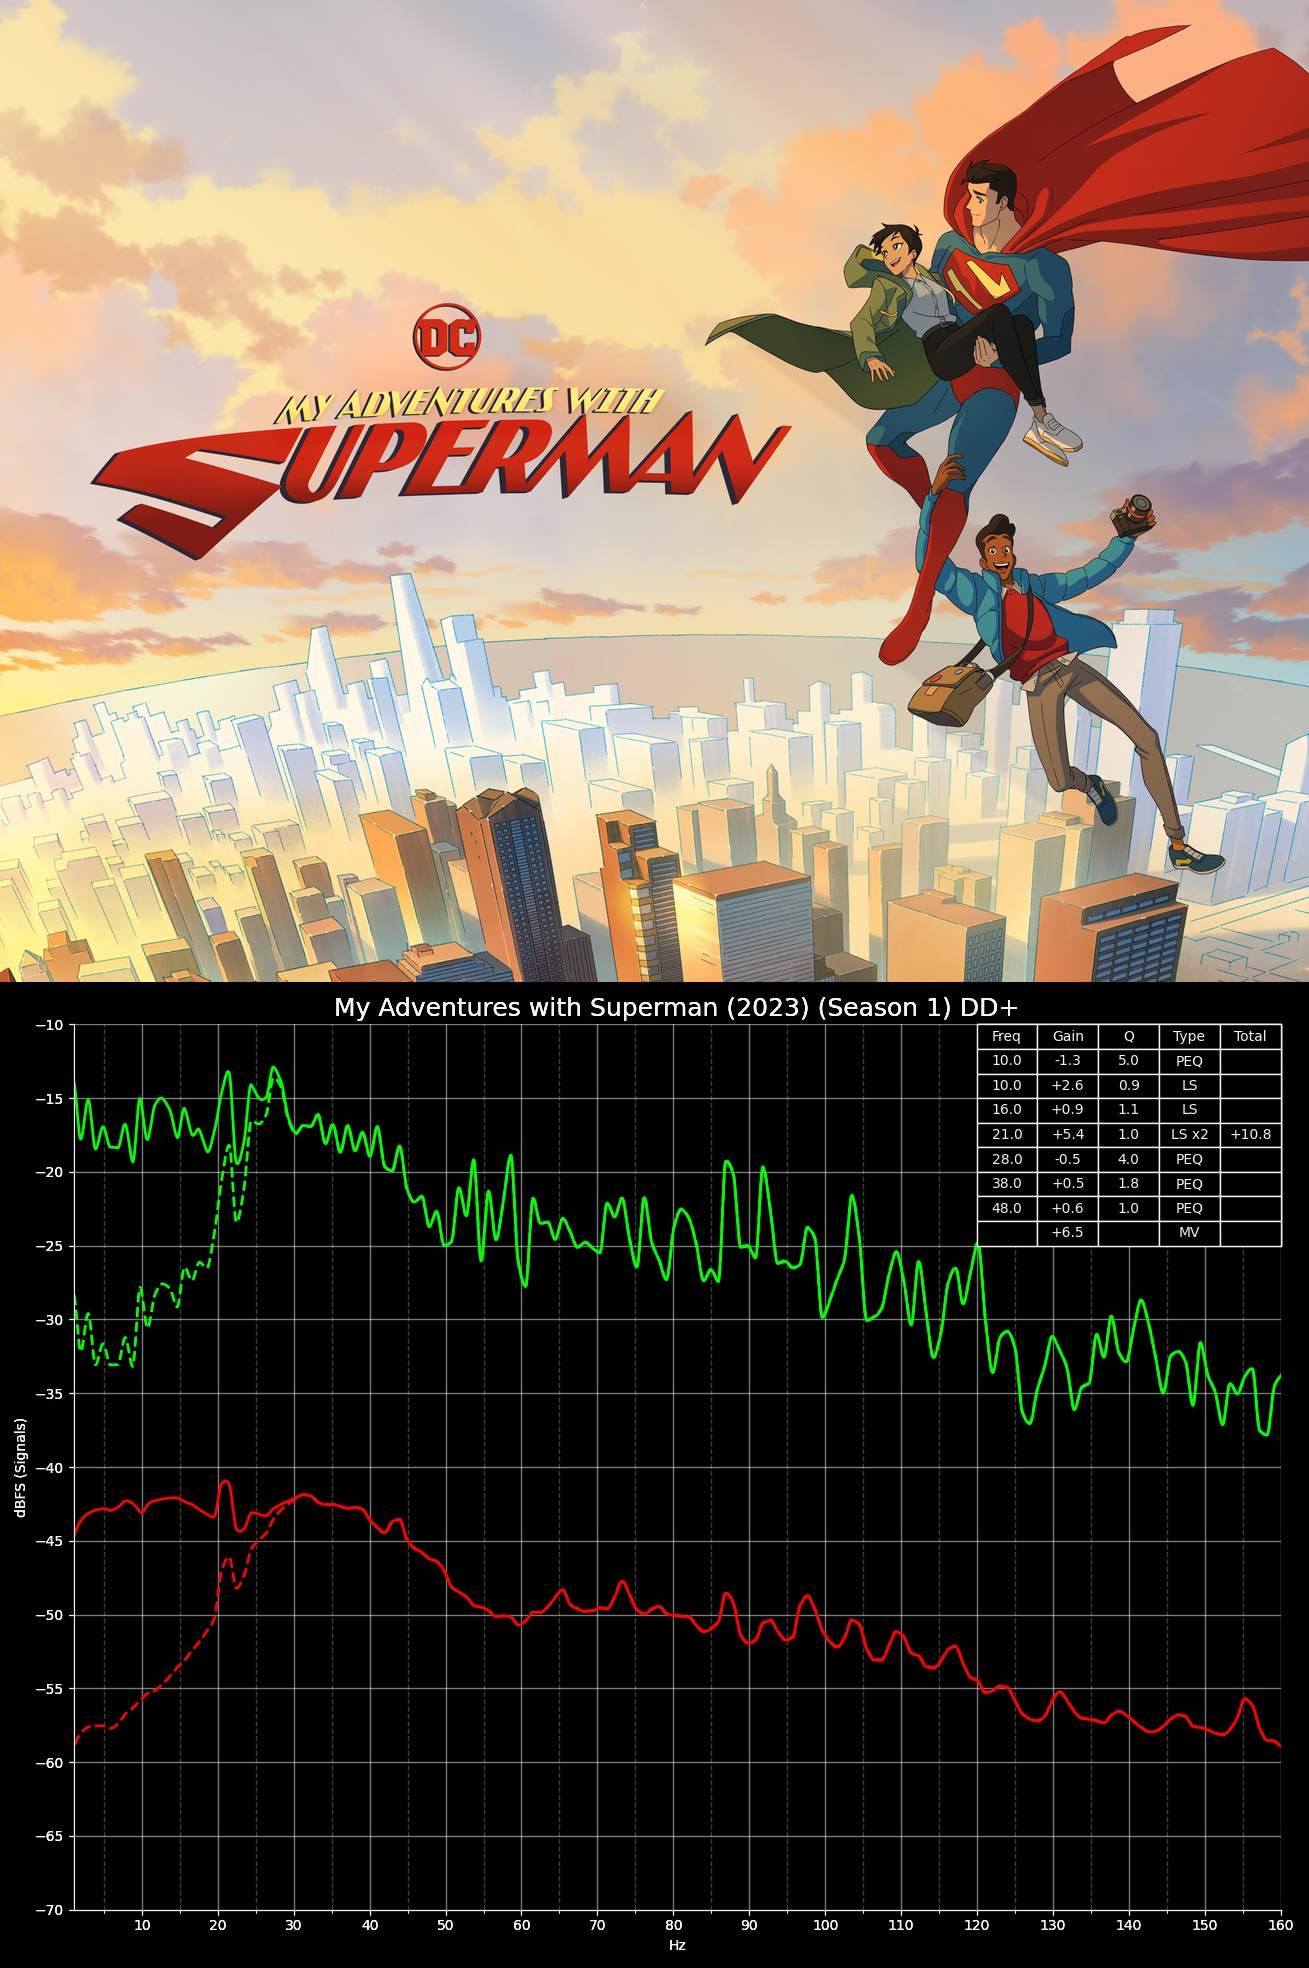 DC
MY ADVENTURES WITH
SUPERMAN
My Adventures with Superman (2023) (Season 1) DD+
Freq Gain Q Type Total
10.0 -1.3 5.0 PEQ
10.0 +2.6 0.9 LS
16.0 +0.9 1.1 LS
21.0 +5.4 1.0 LS x2 +10.8
28.0 -0.5 4.0 PEQ
38.0 +0.5 1.8 PEQ
48.0 +0.6 1.0 PEQ
+6.5 MV
−10
−15
−20
−25
−30
−35
−40
−45
−50
−55
−60
−65
−70
dBFS (Signals)
10 20 30 40 50 60 70 80 90 100 110 120 130 140 150 160
Hz